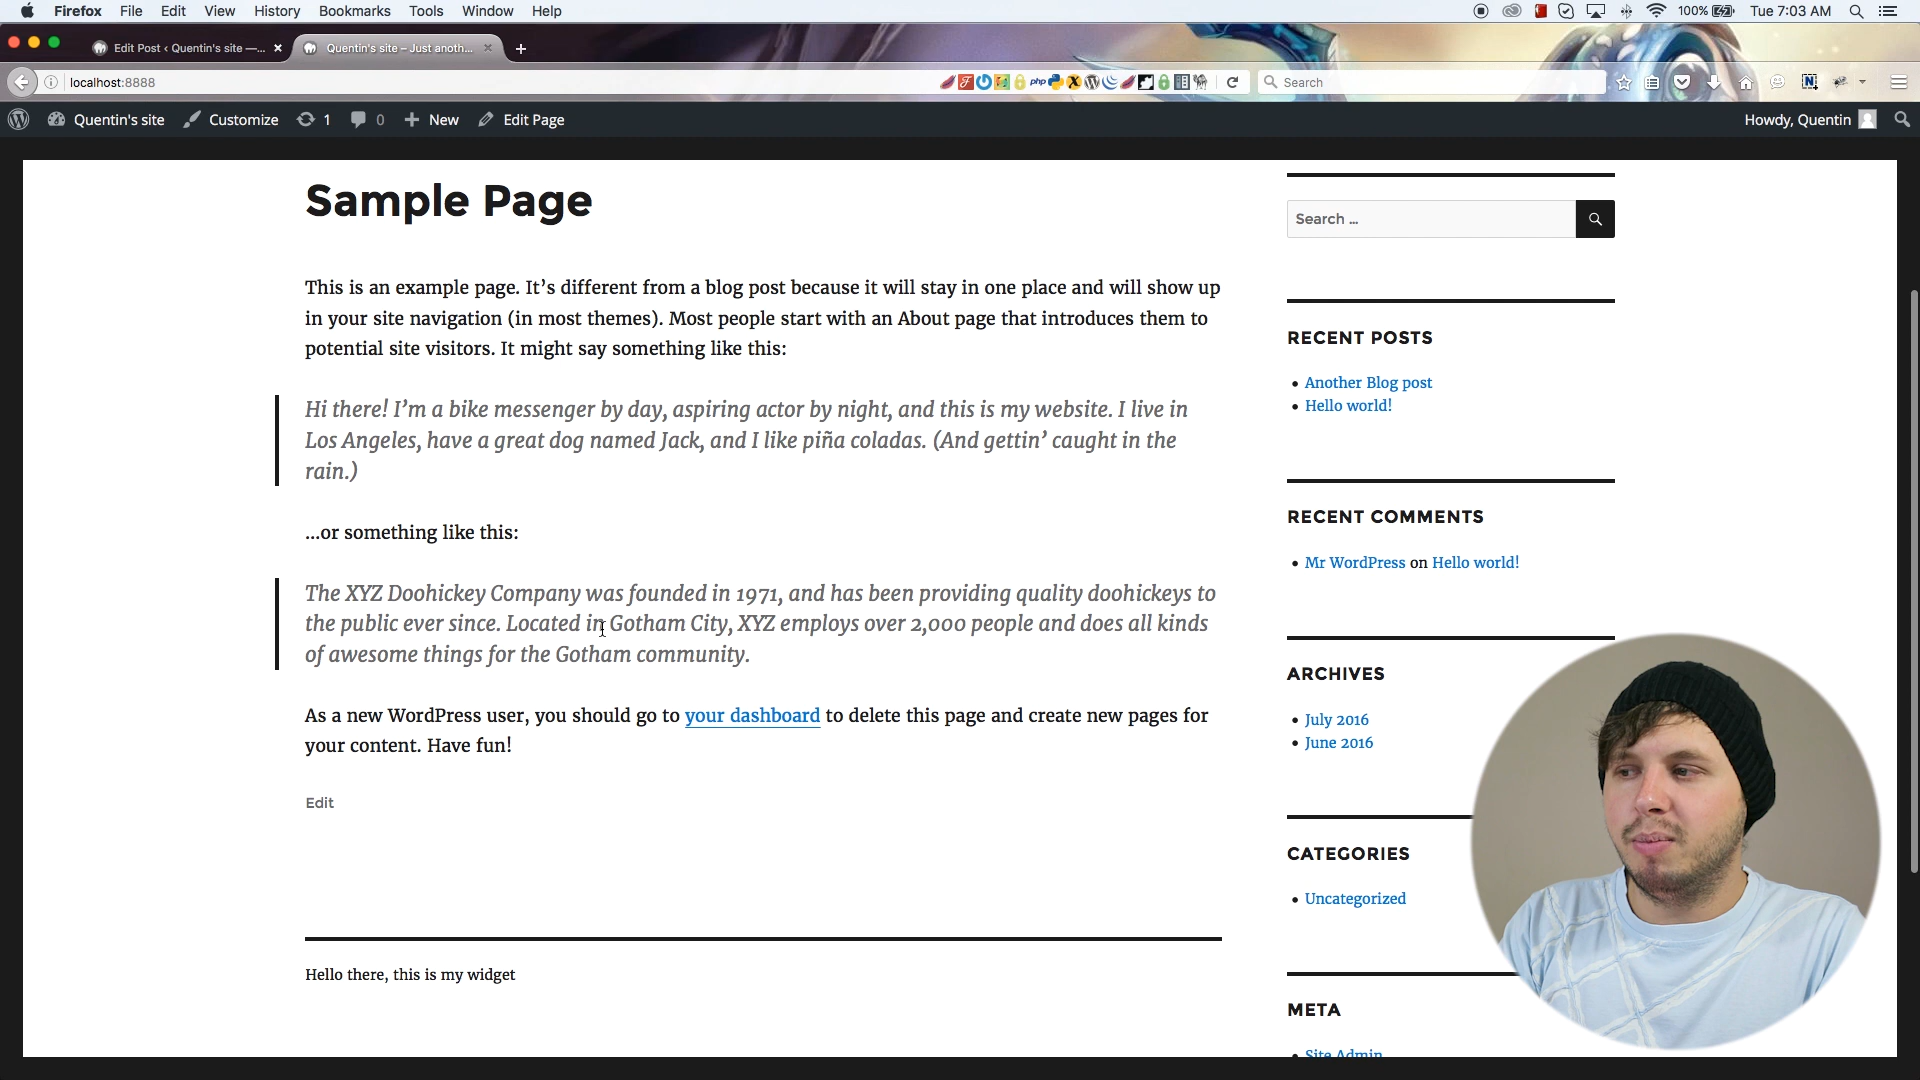 Firefox File Edit View History Bookmarks Tools Window Help 100% Tue 7:03 AM
Edit Post ‹ Quentin's site —... Quentin's site – Just anoth...
localhost:8888 php Search
Quentin's site Customize 1 0 New Edit Page Howdy, Quentin
Sample Page
This is an example page. It’s different from a blog post because it will stay in one place and will show up
in your site navigation (in most themes). Most people start with an About page that introduces them to
potential site visitors. It might say something like this:
Hi there! I’m a bike messenger by day, aspiring actor by night, and this is my website. I live in
Los Angeles, have a great dog named Jack, and I like piña coladas. (And gettin’ caught in the
rain.)
…or something like this:
The XYZ Doohickey Company was founded in 1971, and has been providing quality doohickeys to
the public ever since. Located in Gotham City, XYZ employs over 2,000 people and does all kinds
of awesome things for the Gotham community.
As a new WordPress user, you should go to your dashboard to delete this page and create new pages for
your content. Have fun!
Edit
Hello there, this is my widget
Search …
RECENT POSTS
Another Blog post
Hello world!
RECENT COMMENTS
Mr WordPress on Hello world!
ARCHIVES
July 2016
June 2016
CATEGORIES
Uncategorized
META
Site Admin